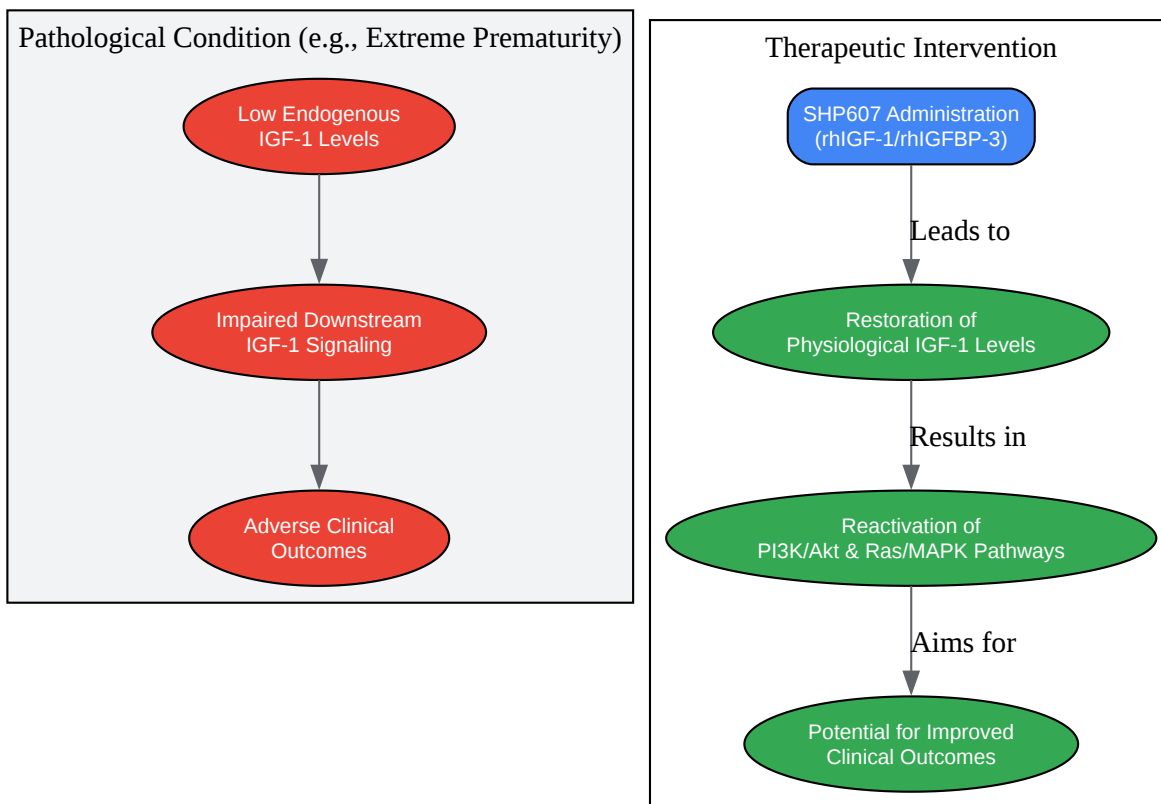 Pathological Condition (e.g., Extreme Prematurity)
Low Endogenous
IGF-1 Levels
Impaired Downstream
IGF-1 Signaling
Adverse Clinical
Outcomes
Therapeutic Intervention
SHP607 Administration
(rhIGF-1/rhIGFBP-3)
Leads to
Restoration of
Physiological IGF-1 Levels
Results in
Reactivation of
PI3K/Akt & Ras/MAPK Pathways
Aims for
Potential for Improved
Clinical Outcomes